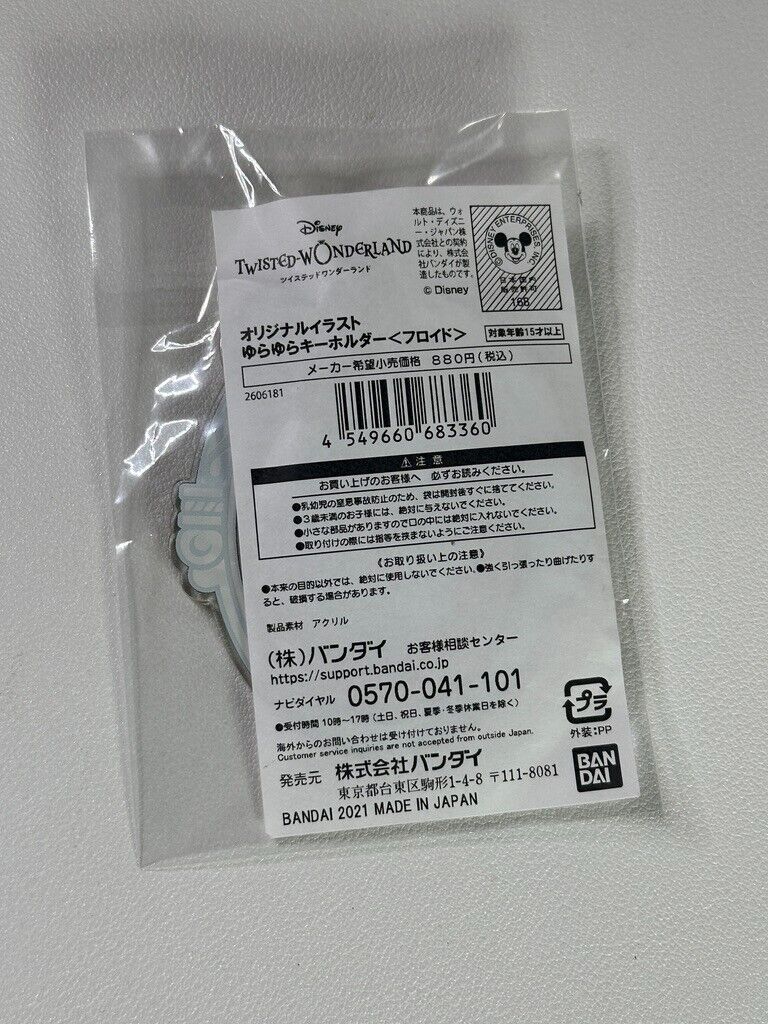 Disney
TWISTED-WONDERLAND
ツイステッドワンダーランド
本商品は、ウォ
ルト・ディズニ
ー・ジャパン株
式会社との契約
により、株式会
社バンダイが製
造したものです。
© Disney
© DISNEY ENTERPRISES, INC.
日本国内
販売許可
168
オリジナルイラスト
ゆらゆらキーホルダー<フロイド>
対象年齢15才以上
メーカー希望小売価格 880円(税込)
2606181
4 549660 683360
⚠注意
お買い上げのお客様へ 必ずお読みください。
●乳幼児の窒息事故防止のため、袋は開封後すぐに捨ててください。
●3歳未満のお子様には、絶対に与えないでください。
●小さな部品がありますので口の中には絶対に入れないでください。
●取り付けの際には指等を挟まないようにご注意ください。
《お取り扱い上の注意》
●本来の目的以外では、絶対に使用しないでください。●強く引っ張ったり曲げたりす
ると、破損する場合があります。
製品素材 アクリル
(株)バンダイ お客様相談センター
https://support.bandai.co.jp
ナビダイヤル 0570-041-101
●受付時間 10時~17時(土日、祝日、夏季・冬季休業日を除く)
海外からのお問い合わせは受け付けておりません。
Customer service inquiries are not accepted from outside Japan.
プラ
外装:PP
発売元 株式会社バンダイ
東京都台東区駒形1-4-8 〒111-8081
BANDAI 2021 MADE IN JAPAN
BAN
DAI